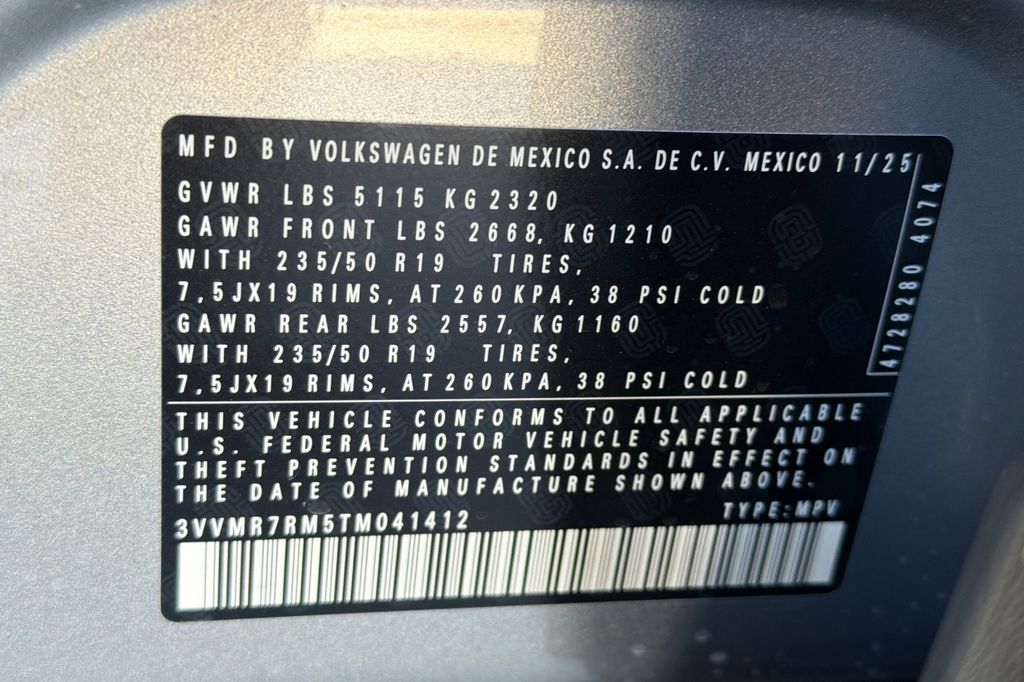 MFD BY VOLKSWAGEN DE MEXICO S.A. DE C.V. MEXICO 11/25
GVWR LBS 5115 KG 2320
GAWR FRONT LBS 2668, KG 1210
WITH 235/50 R19 TIRES,
7,5JX19 RIMS, AT 260 KPA, 38 PSI COLD
GAWR REAR LBS 2557, KG 1160
WITH 235/50 R19 TIRES,
7,5JX19 RIMS, AT 260 KPA, 38 PSI COLD
4728280 4074
THIS VEHICLE CONFORMS TO ALL APPLICABLE
U.S. FEDERAL MOTOR VEHICLE SAFETY AND
THEFT PREVENTION STANDARDS IN EFFECT ON
THE DATE OF MANUFACTURE SHOWN ABOVE.
3VVMR7RM5TM041412 TYPE: MPV